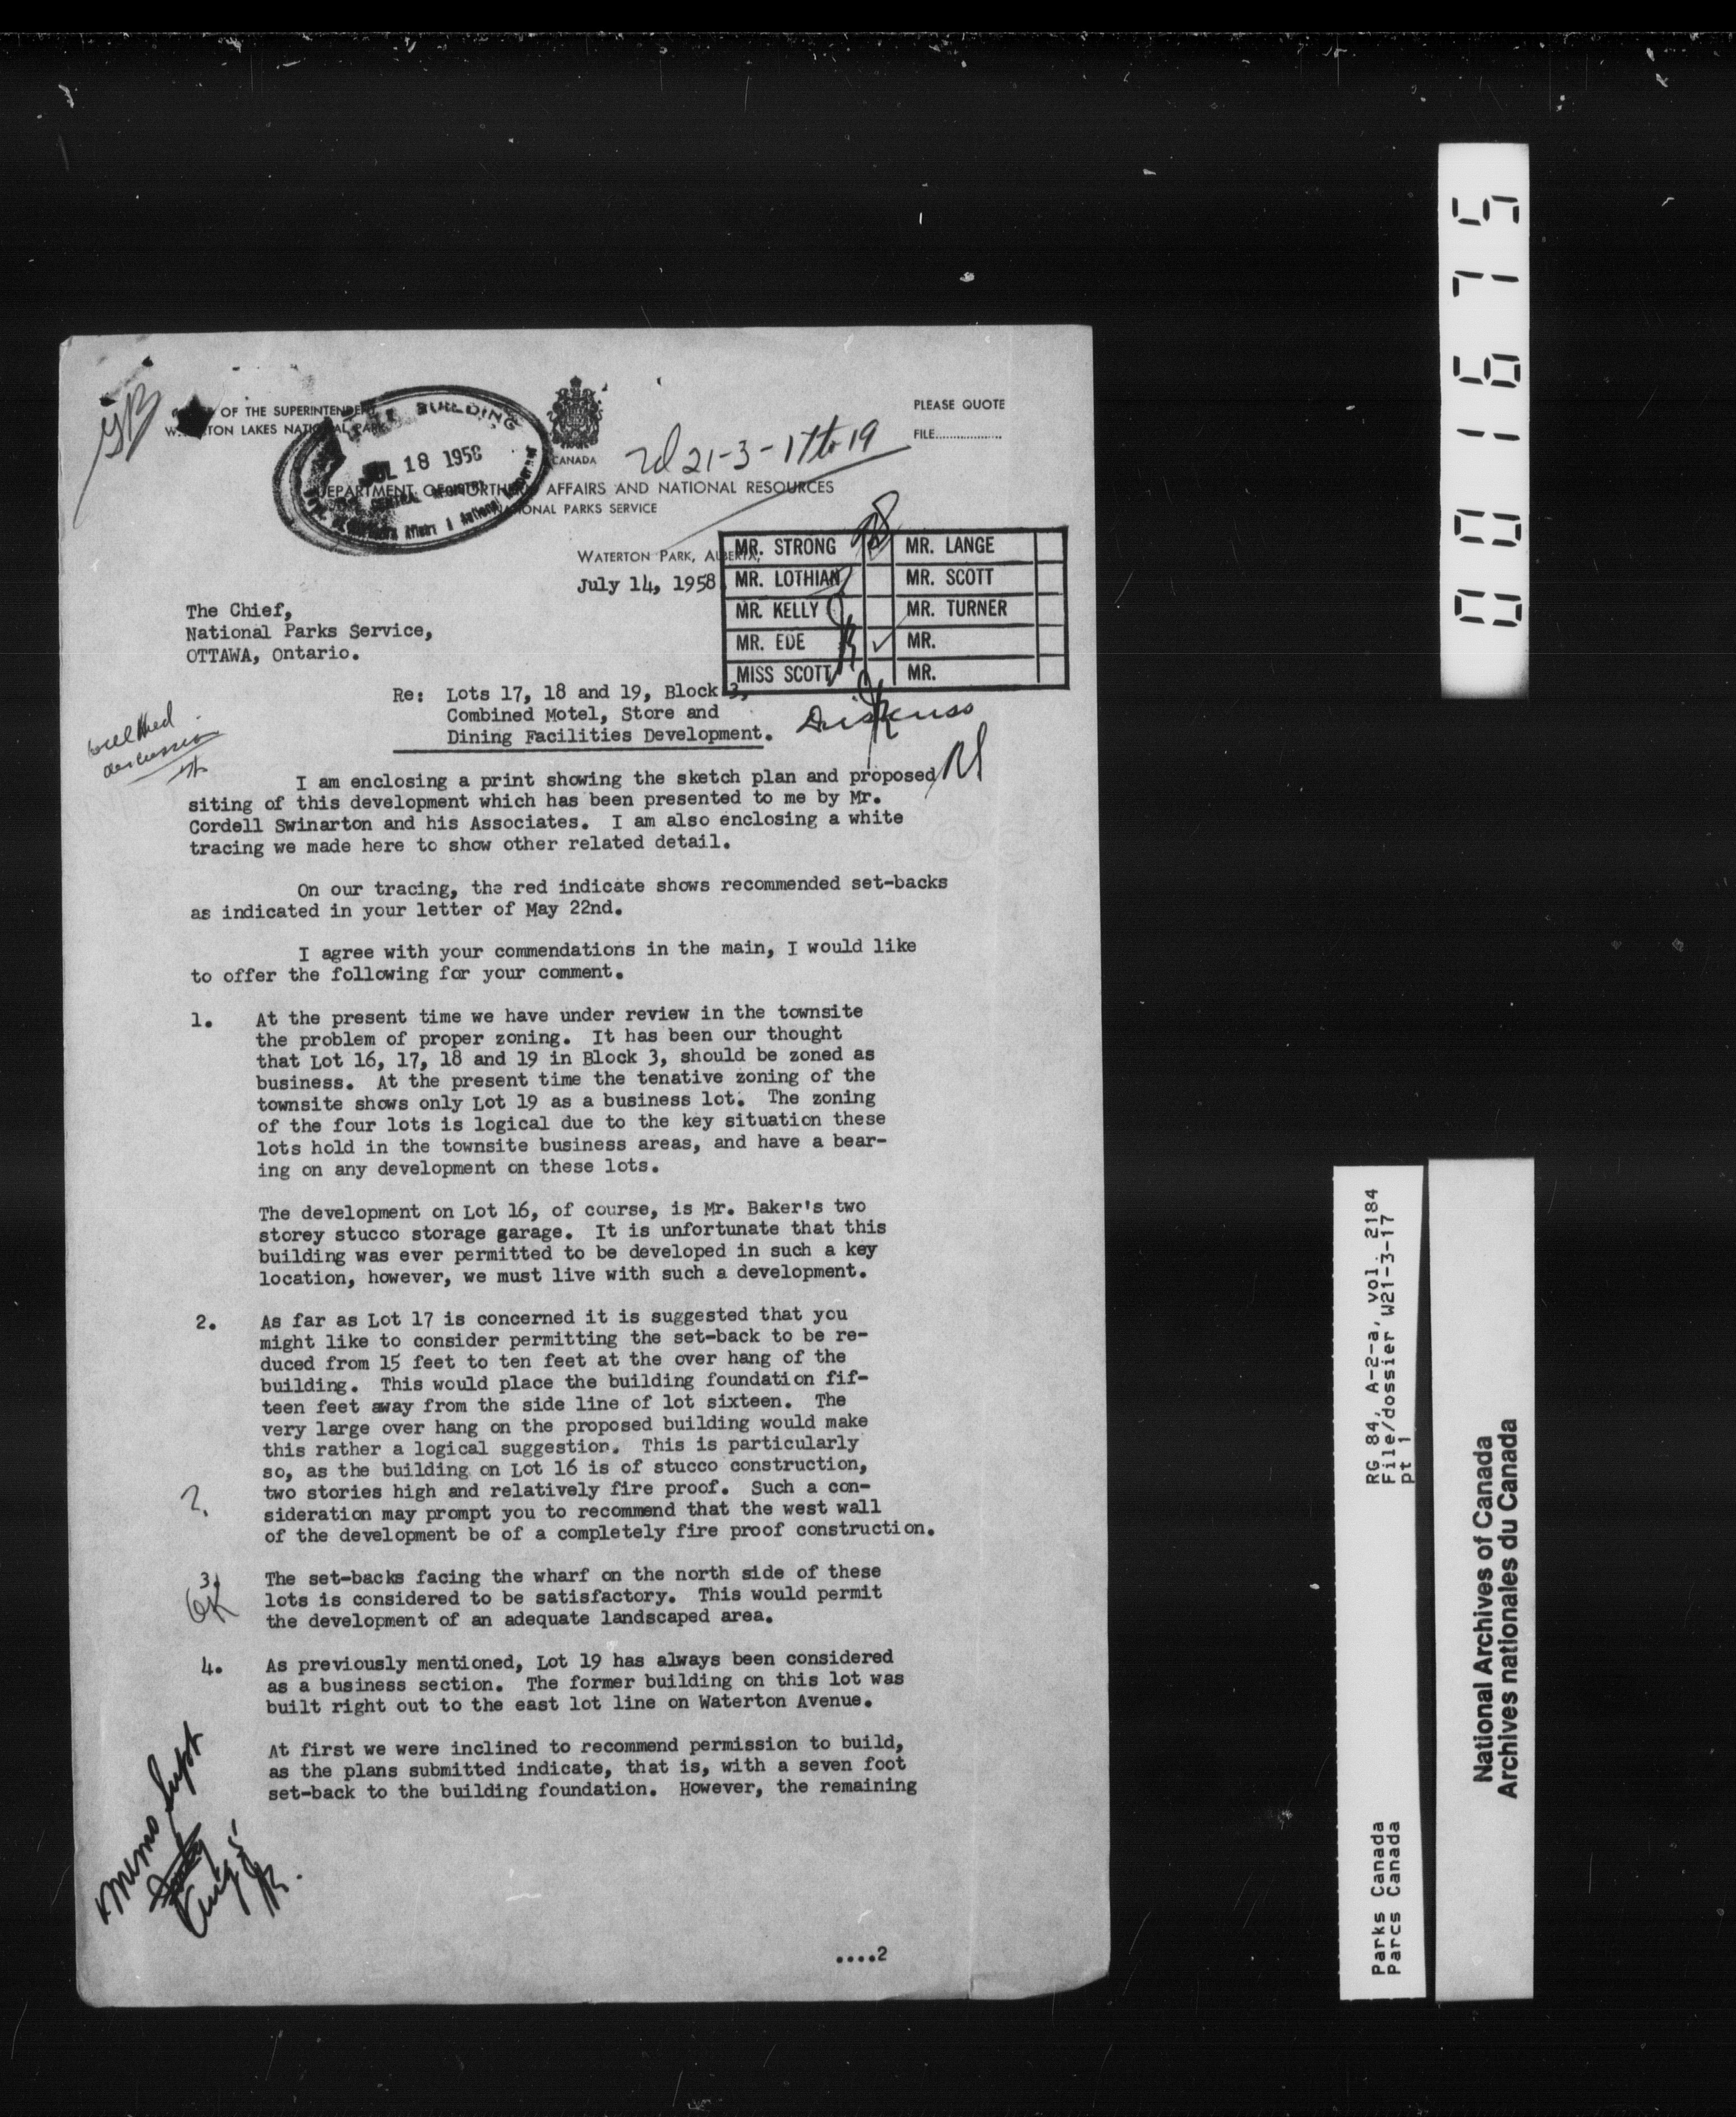 OF THE SUPERINTENDENT
TON LAKES NATIONAL PARK
BUILDING
JUL 18 1958
CENTRAL REGISTRY
CANADA
PLEASE QUOTE
FILE...................
21-3-17 to 19
DEPARTMENT OF NORTHERN AFFAIRS AND NATIONAL RESOURCES
NATIONAL PARKS SERVICE
WATERTON PARK, ALBERTA,
July 14, 1958
MR. STRONG MR. LANGE
MR. LOTHIAN MR. SCOTT
MR. KELLY MR. TURNER
MR. EDE ✓ MR.
MISS SCOTT MR.
The Chief,
National Parks Service,
OTTAWA, Ontario.
Re: Lots 17, 18 and 19, Block 3,
Combined Motel, Store and
Dining Facilities Development.
Discuss
discussion
I am enclosing a print showing the sketch plan and proposed
siting of this development which has been presented to me by Mr.
Cordell Swinarton and his Associates. I am also enclosing a white
tracing we made here to show other related detail.
On our tracing, the red indicate shows recommended set-backs
as indicated in your letter of May 22nd.
I agree with your commendations in the main, I would like
to offer the following for your comment.
1. At the present time we have under review in the townsite
the problem of proper zoning. It has been our thought
that Lot 16, 17, 18 and 19 in Block 3, should be zoned as
business. At the present time the tenative zoning of the
townsite shows only Lot 19 as a business lot. The zoning
of the four lots is logical due to the key situation these
lots hold in the townsite business areas, and have a bear-
ing on any development on these lots.
The development on Lot 16, of course, is Mr. Baker's two
storey stucco storage garage. It is unfortunate that this
building was ever permitted to be developed in such a key
location, however, we must live with such a development.
2. As far as Lot 17 is concerned it is suggested that you
might like to consider permitting the set-back to be re-
duced from 15 feet to ten feet at the over hang of the
building. This would place the building foundation fif-
teen feet away from the side line of lot sixteen. The
very large over hang on the proposed building would make
this rather a logical suggestion. This is particularly
so, as the building on Lot 16 is of stucco construction,
two stories high and relatively fire proof. Such a con-
sideration may prompt you to recommend that the west wall
of the development be of a completely fire proof construction.
?
3. The set-backs facing the wharf on the north side of these
lots is considered to be satisfactory. This would permit
the development of an adequate landscaped area.
OK
4. As previously mentioned, Lot 19 has always been considered
as a business section. The former building on this lot was
built right out to the east lot line on Waterton Avenue.
At first we were inclined to recommend permission to build,
as the plans submitted indicate, that is, with a seven foot
set-back to the building foundation. However, the remaining
Memo Supt
Aug 5
....2
001675
RG 84, A-2-a, vol. 2184
File/dossier W21-3-17
pt 1
Parks Canada
Parcs Canada
National Archives of Canada
Archives nationales du Canada